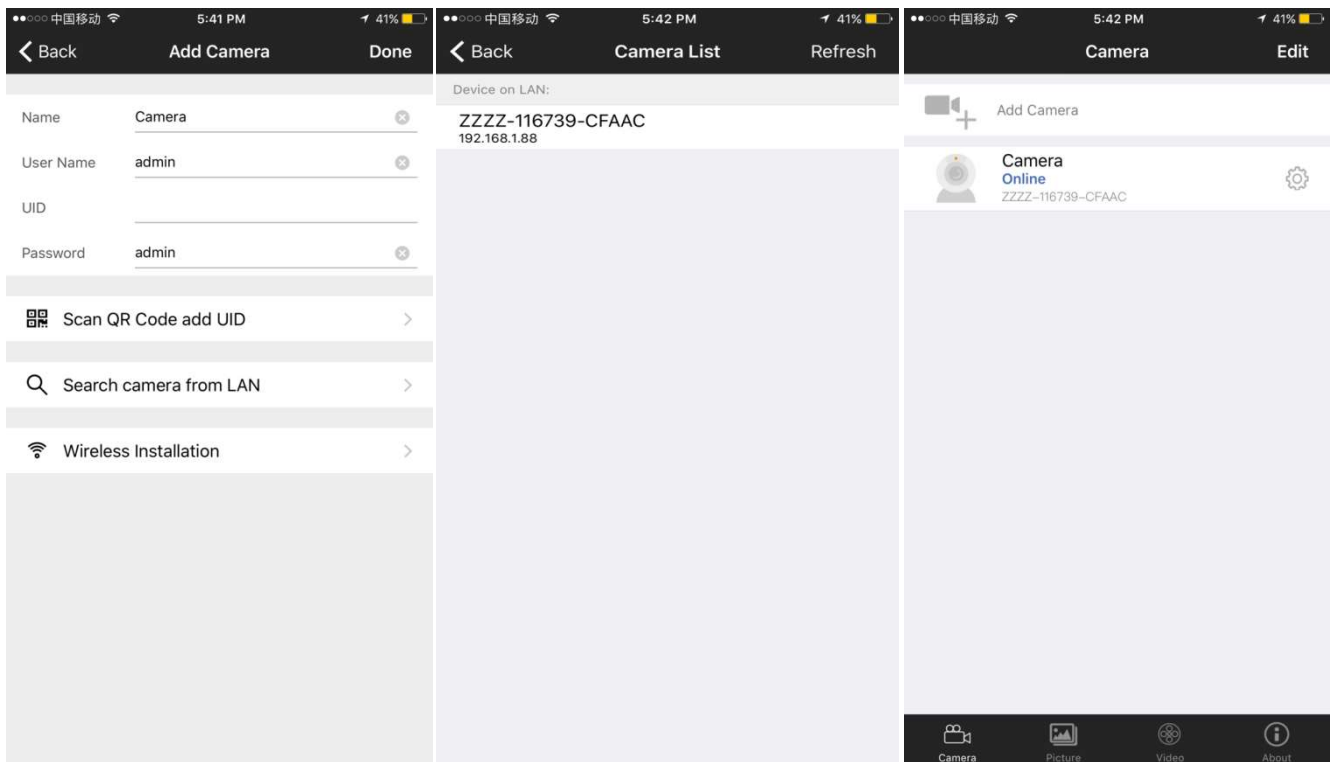 中国移动 5:41 PM 41%
Back Add Camera Done
Name Camera
User Name admin
UID
Password admin
Scan QR Code add UID
Search camera from LAN
Wireless Installation
中国移动 5:42 PM 41%
Back Camera List Refresh
Device on LAN:
ZZZZ-116739-CFAAC
192.168.1.88
中国移动 5:42 PM 41%
Camera Edit
Add Camera
Camera
Online
ZZZZ-116739-CFAAC
Camera Picture Video About